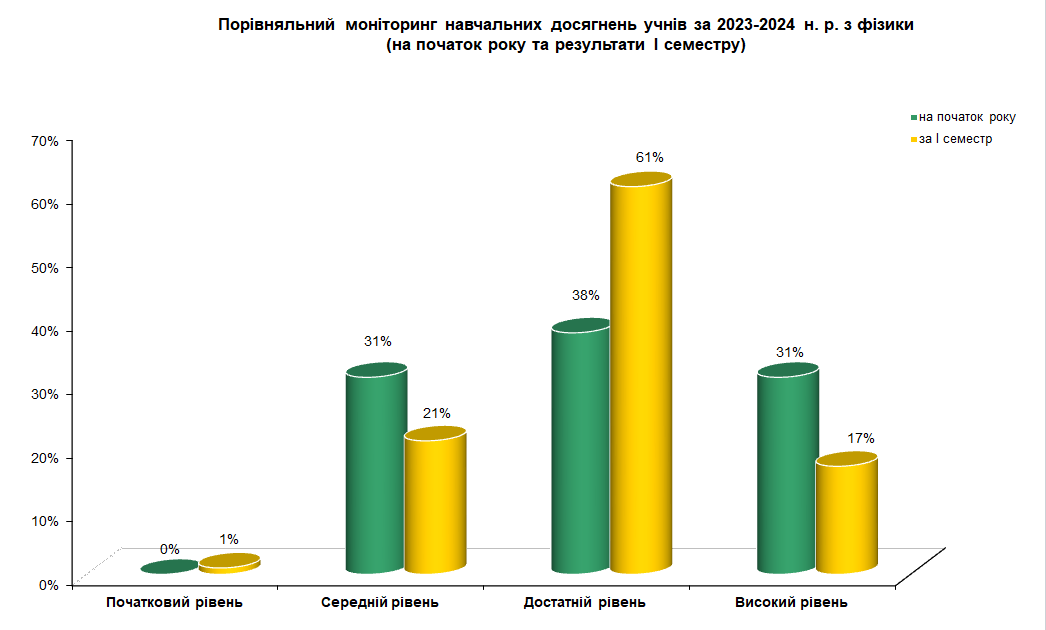 Порівняльний моніторинг навчальних досягнень учнів за 2023-2024 н. р. з фізики
(на початок року та результати І семестру)
на початок року
за І семестр
70%
60%
50%
40%
30%
20%
10%
0%
0%
1%
31%
21%
38%
61%
31%
17%
Початковий рівень
Середній рівень
Достатній рівень
Високий рівень